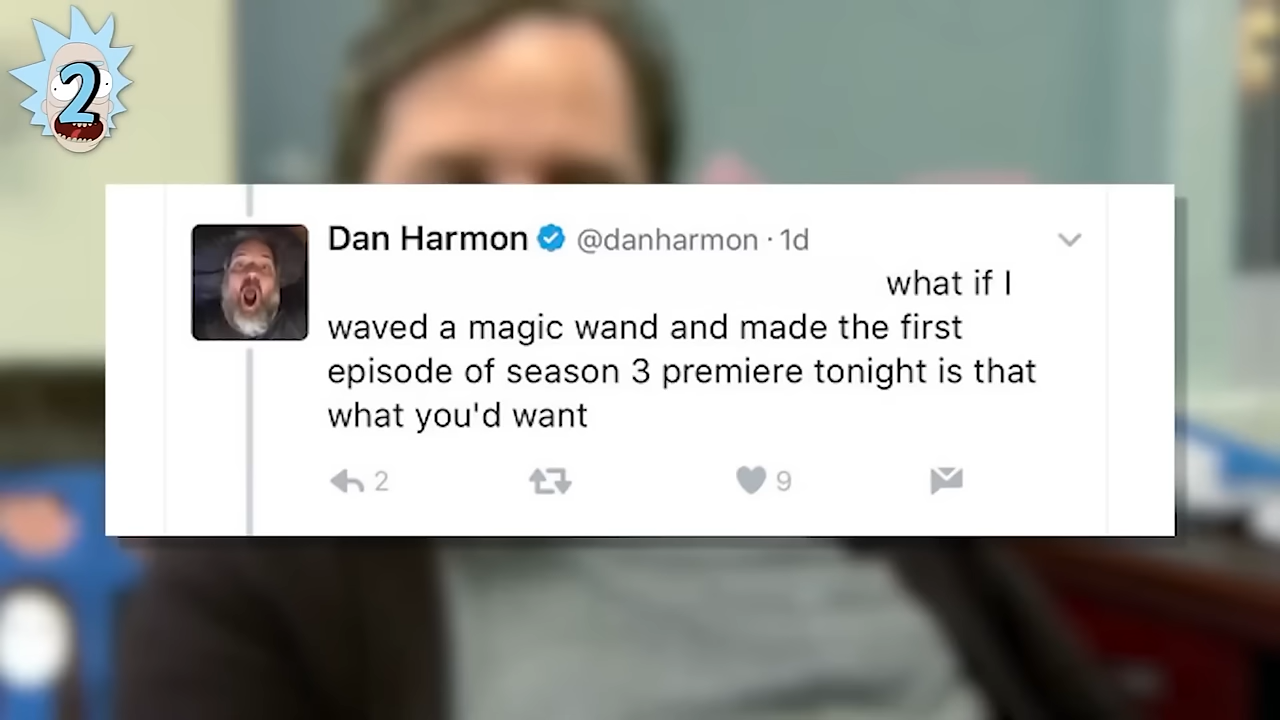 2
Dan Harmon @danharmon · 1d
what if I
waved a magic wand and made the first
episode of season 3 premiere tonight is that
what you'd want
2 9